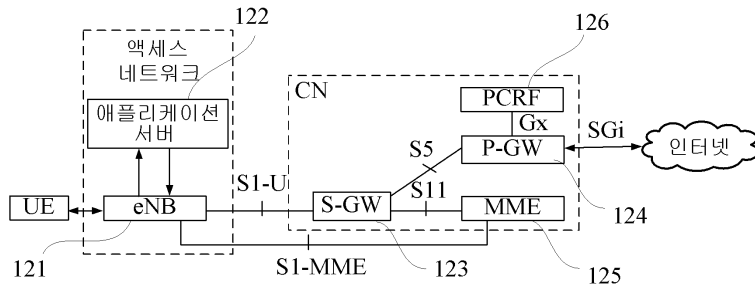 122
액세스
네트워크
애플리케이션
서버
126
CN
PCRF
Gx
S5
P-GW
SGi
인터넷
S1-U
S11
124
UE
eNB
S-GW
MME
121
S1-MME
123
125